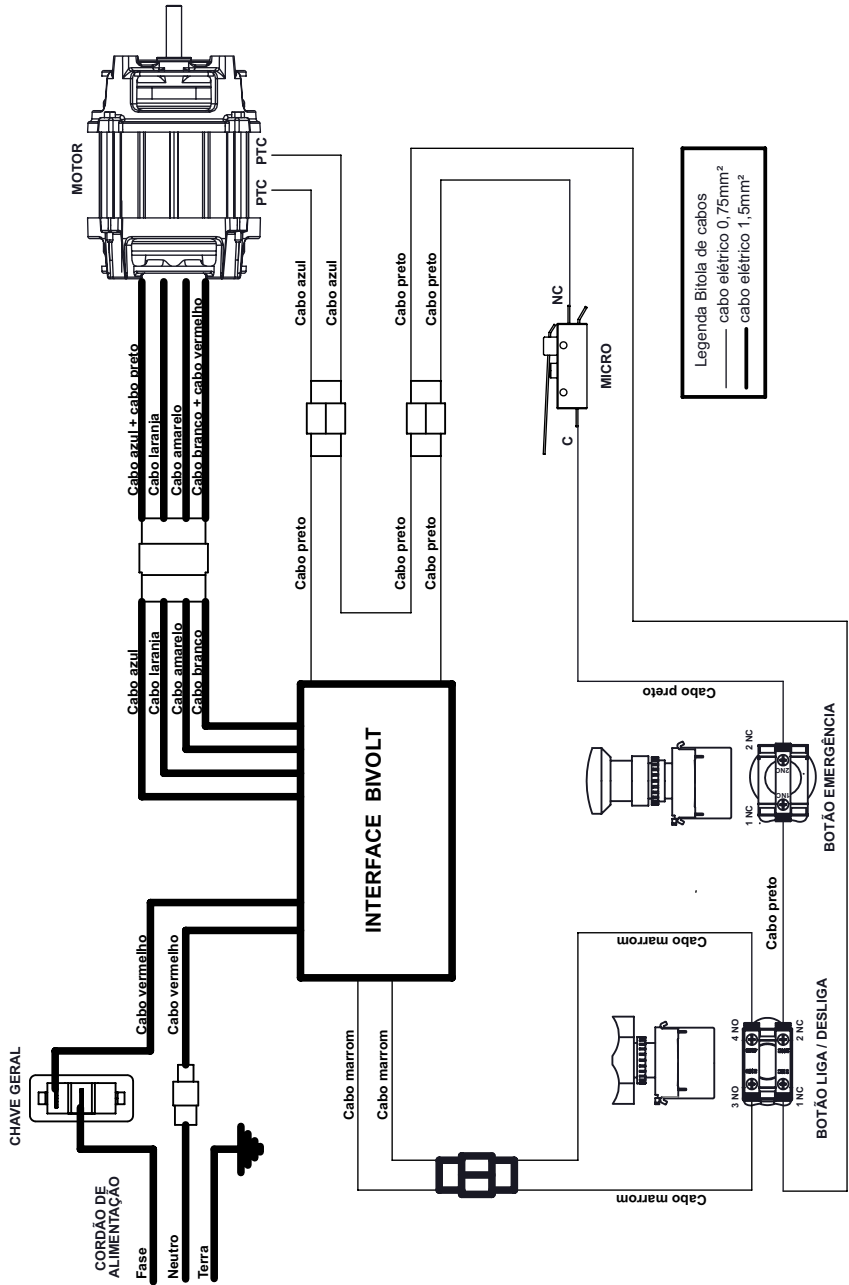 CORDÃO DE
ALIMENTAÇÃO
Fase
Neutro
Terra
CHAVE GERAL
Cabo vermelho
Cabo vermelho
Cabo azul
Cabo laranja
Cabo amarelo
Cabo branco
Cabo azul + cabo preto
Cabo laranja
Cabo amarelo
Cabo branco + cabo vermelho
MOTOR
PTC
PTC
INTERFACE BIVOLT
Cabo preto
Cabo azul
Cabo azul
Cabo preto
Cabo preto
Cabo preto
Cabo preto
Cabo marrom
Cabo marrom
Cabo marrom
Cabo marrom
3 NO
4 NO
1 NC
2 NC
BOTÃO LIGA / DESLIGA
Cabo preto
1 NC
2 NC
1NC
2NC
BOTÃO EMERGÊNCIA
Cabo preto
C
NC
MICRO
Legenda Bitola de cabos
cabo elétrico 0,75mm²
cabo elétrico 1,5mm²